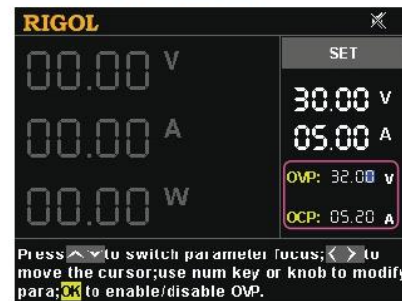 RIGOL
00.00 V
00.00 A
00.00 W
SET
30.00 V
05.00 A
OVP: 32.00 V
OCP: 05.20 A
Press to switch parameter focus; < > to
move the cursor;use num key or knob to modify
para;OK to enable/disable OVP.